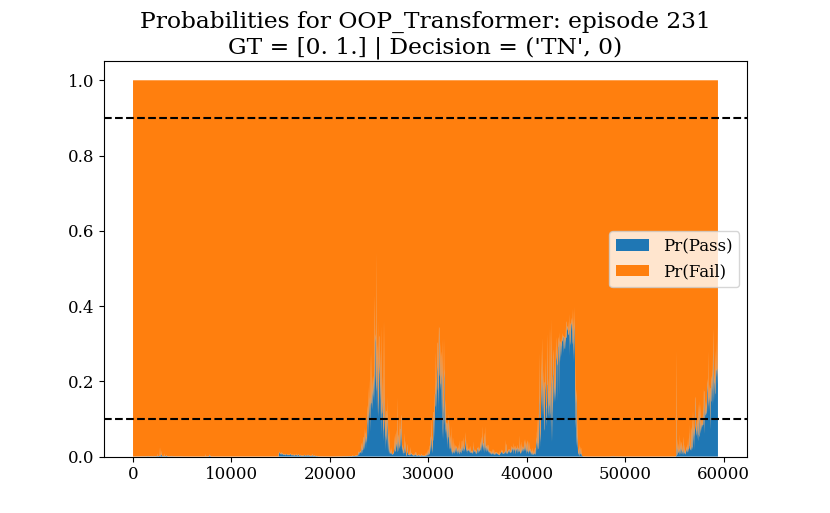 Probabilities for OOP_Transformer: episode 231
GT = [0. 1.] | Decision = ('TN', 0)
1.0
0.8
0.6
0.4
0.2
0.0
Pr(Pass)
Pr(Fail)
0 10000 20000 30000 40000 50000 60000